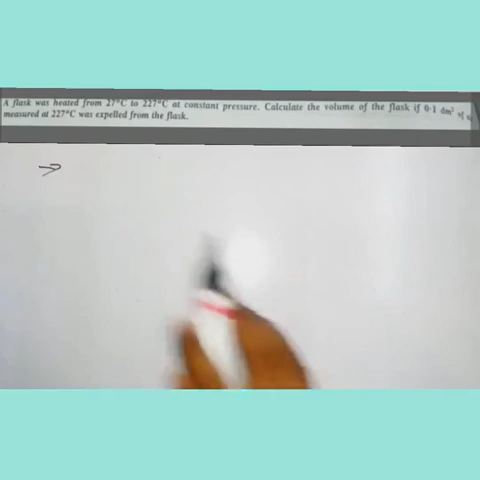 A flask was heated from 27°C to 227°C at constant pressure. Calculate the volume of the flask if 0·1 dm³ of
measured at 227°C was expelled from the flask.